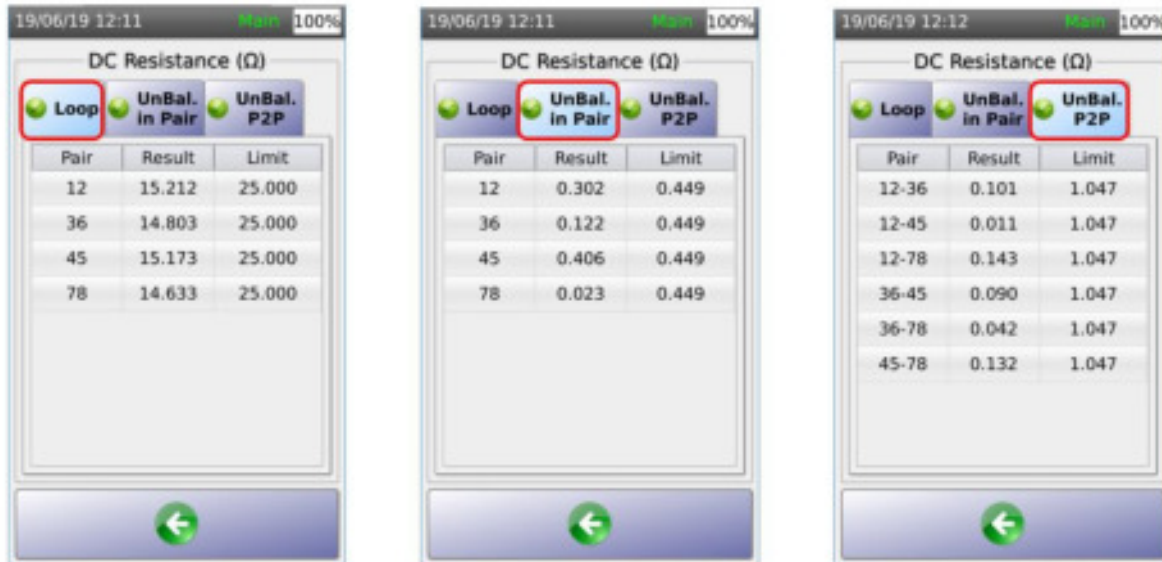 19/06/19 12:11 Main 100%
DC Resistance (Ω)
Loop UnBal. in Pair UnBal. P2P
Pair Result Limit
12 15.212 25.000
36 14.803 25.000
45 15.173 25.000
78 14.633 25.000
19/06/19 12:11 Main 100%
DC Resistance (Ω)
Loop UnBal. in Pair UnBal. P2P
Pair Result Limit
12 0.302 0.449
36 0.122 0.449
45 0.406 0.449
78 0.023 0.449
19/06/19 12:12 Main 100%
DC Resistance (Ω)
Loop UnBal. in Pair UnBal. P2P
Pair Result Limit
12-36 0.101 1.047
12-45 0.011 1.047
12-78 0.143 1.047
36-45 0.090 1.047
36-78 0.042 1.047
45-78 0.132 1.047